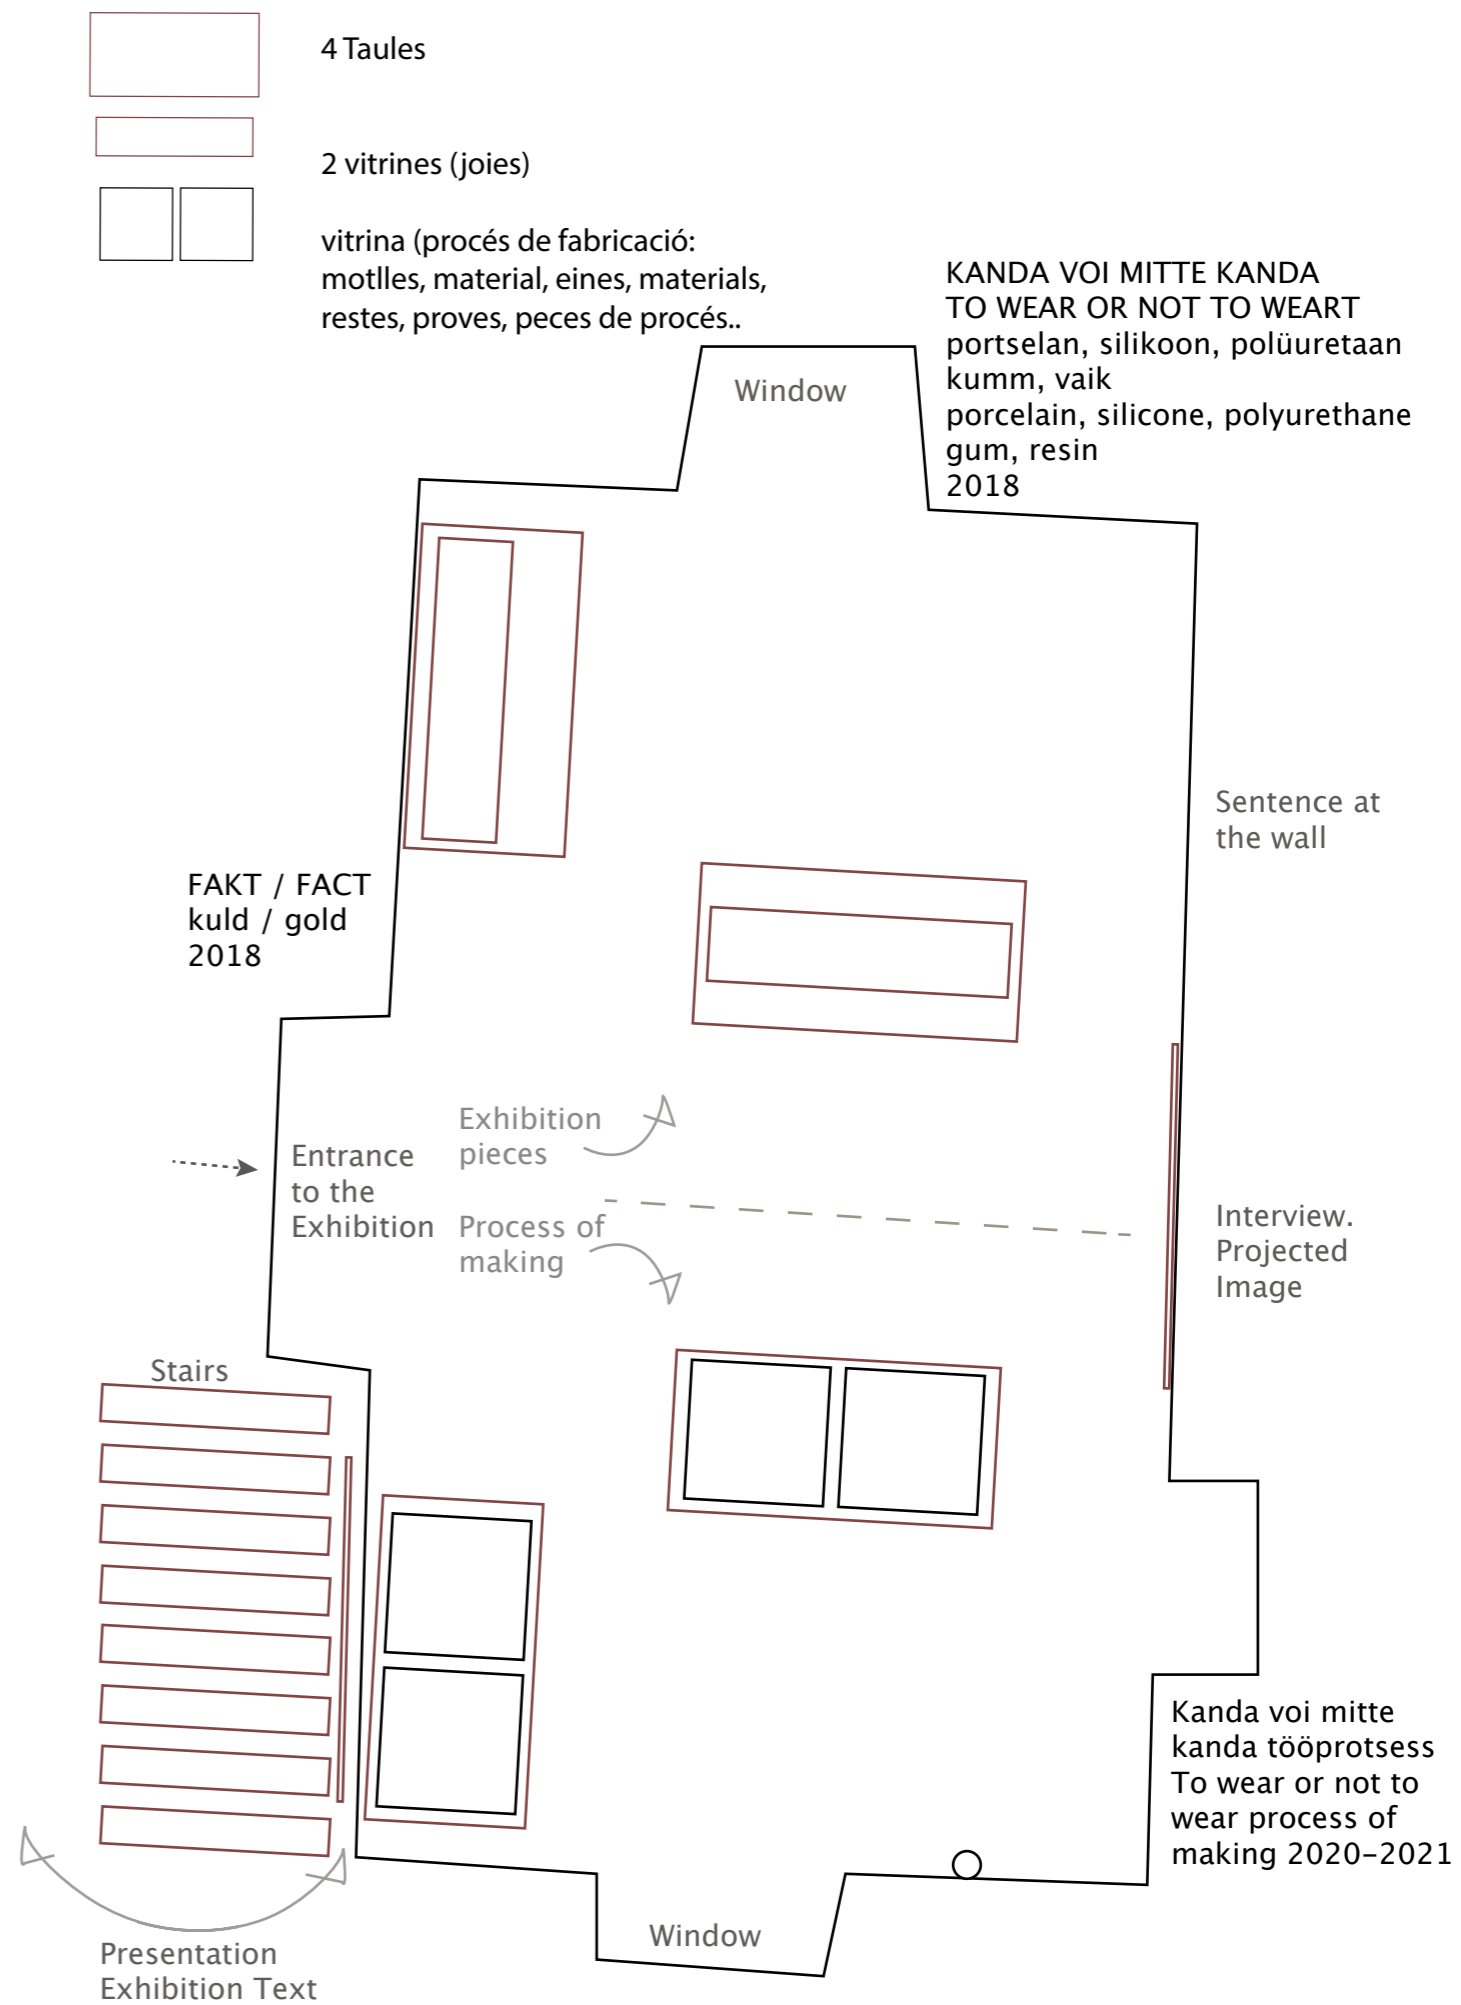 4 Taules
2 vitrines (joies)
vitrina (procés de fabricació:
motlles, material, eines, materials,
restes, proves, peces de procés..
KANDA VOI MITTE KANDA
TO WEAR OR NOT TO WEART
portselan, silikoon, polüuretaan
kumm, vaik
porcelain, silicone, polyurethane
gum, resin
2018
Window
Sentence at
the wall
FAKT / FACT
kuld / gold
2018
Exhibition
pieces
Entrance
to the
Exhibition
Process of
making
Interview.
Projected
Image
Stairs
Kanda voi mitte
kanda tööprotsess
To wear or not to
wear process of
making 2020–2021
Window
Presentation
Exhibition Text